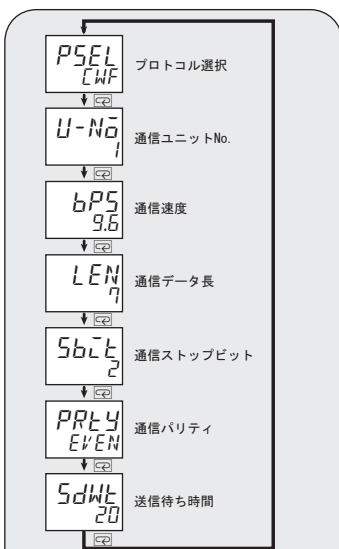 PSEL
CWF
プロトコル選択
U-No
1
通信ユニットNo.
bPS
9.6
通信速度
LEN
7
通信データ長
Sbit
2
通信ストップビット
PRtY
EVEN
通信パリティ
SdWt
20
送信待ち時間